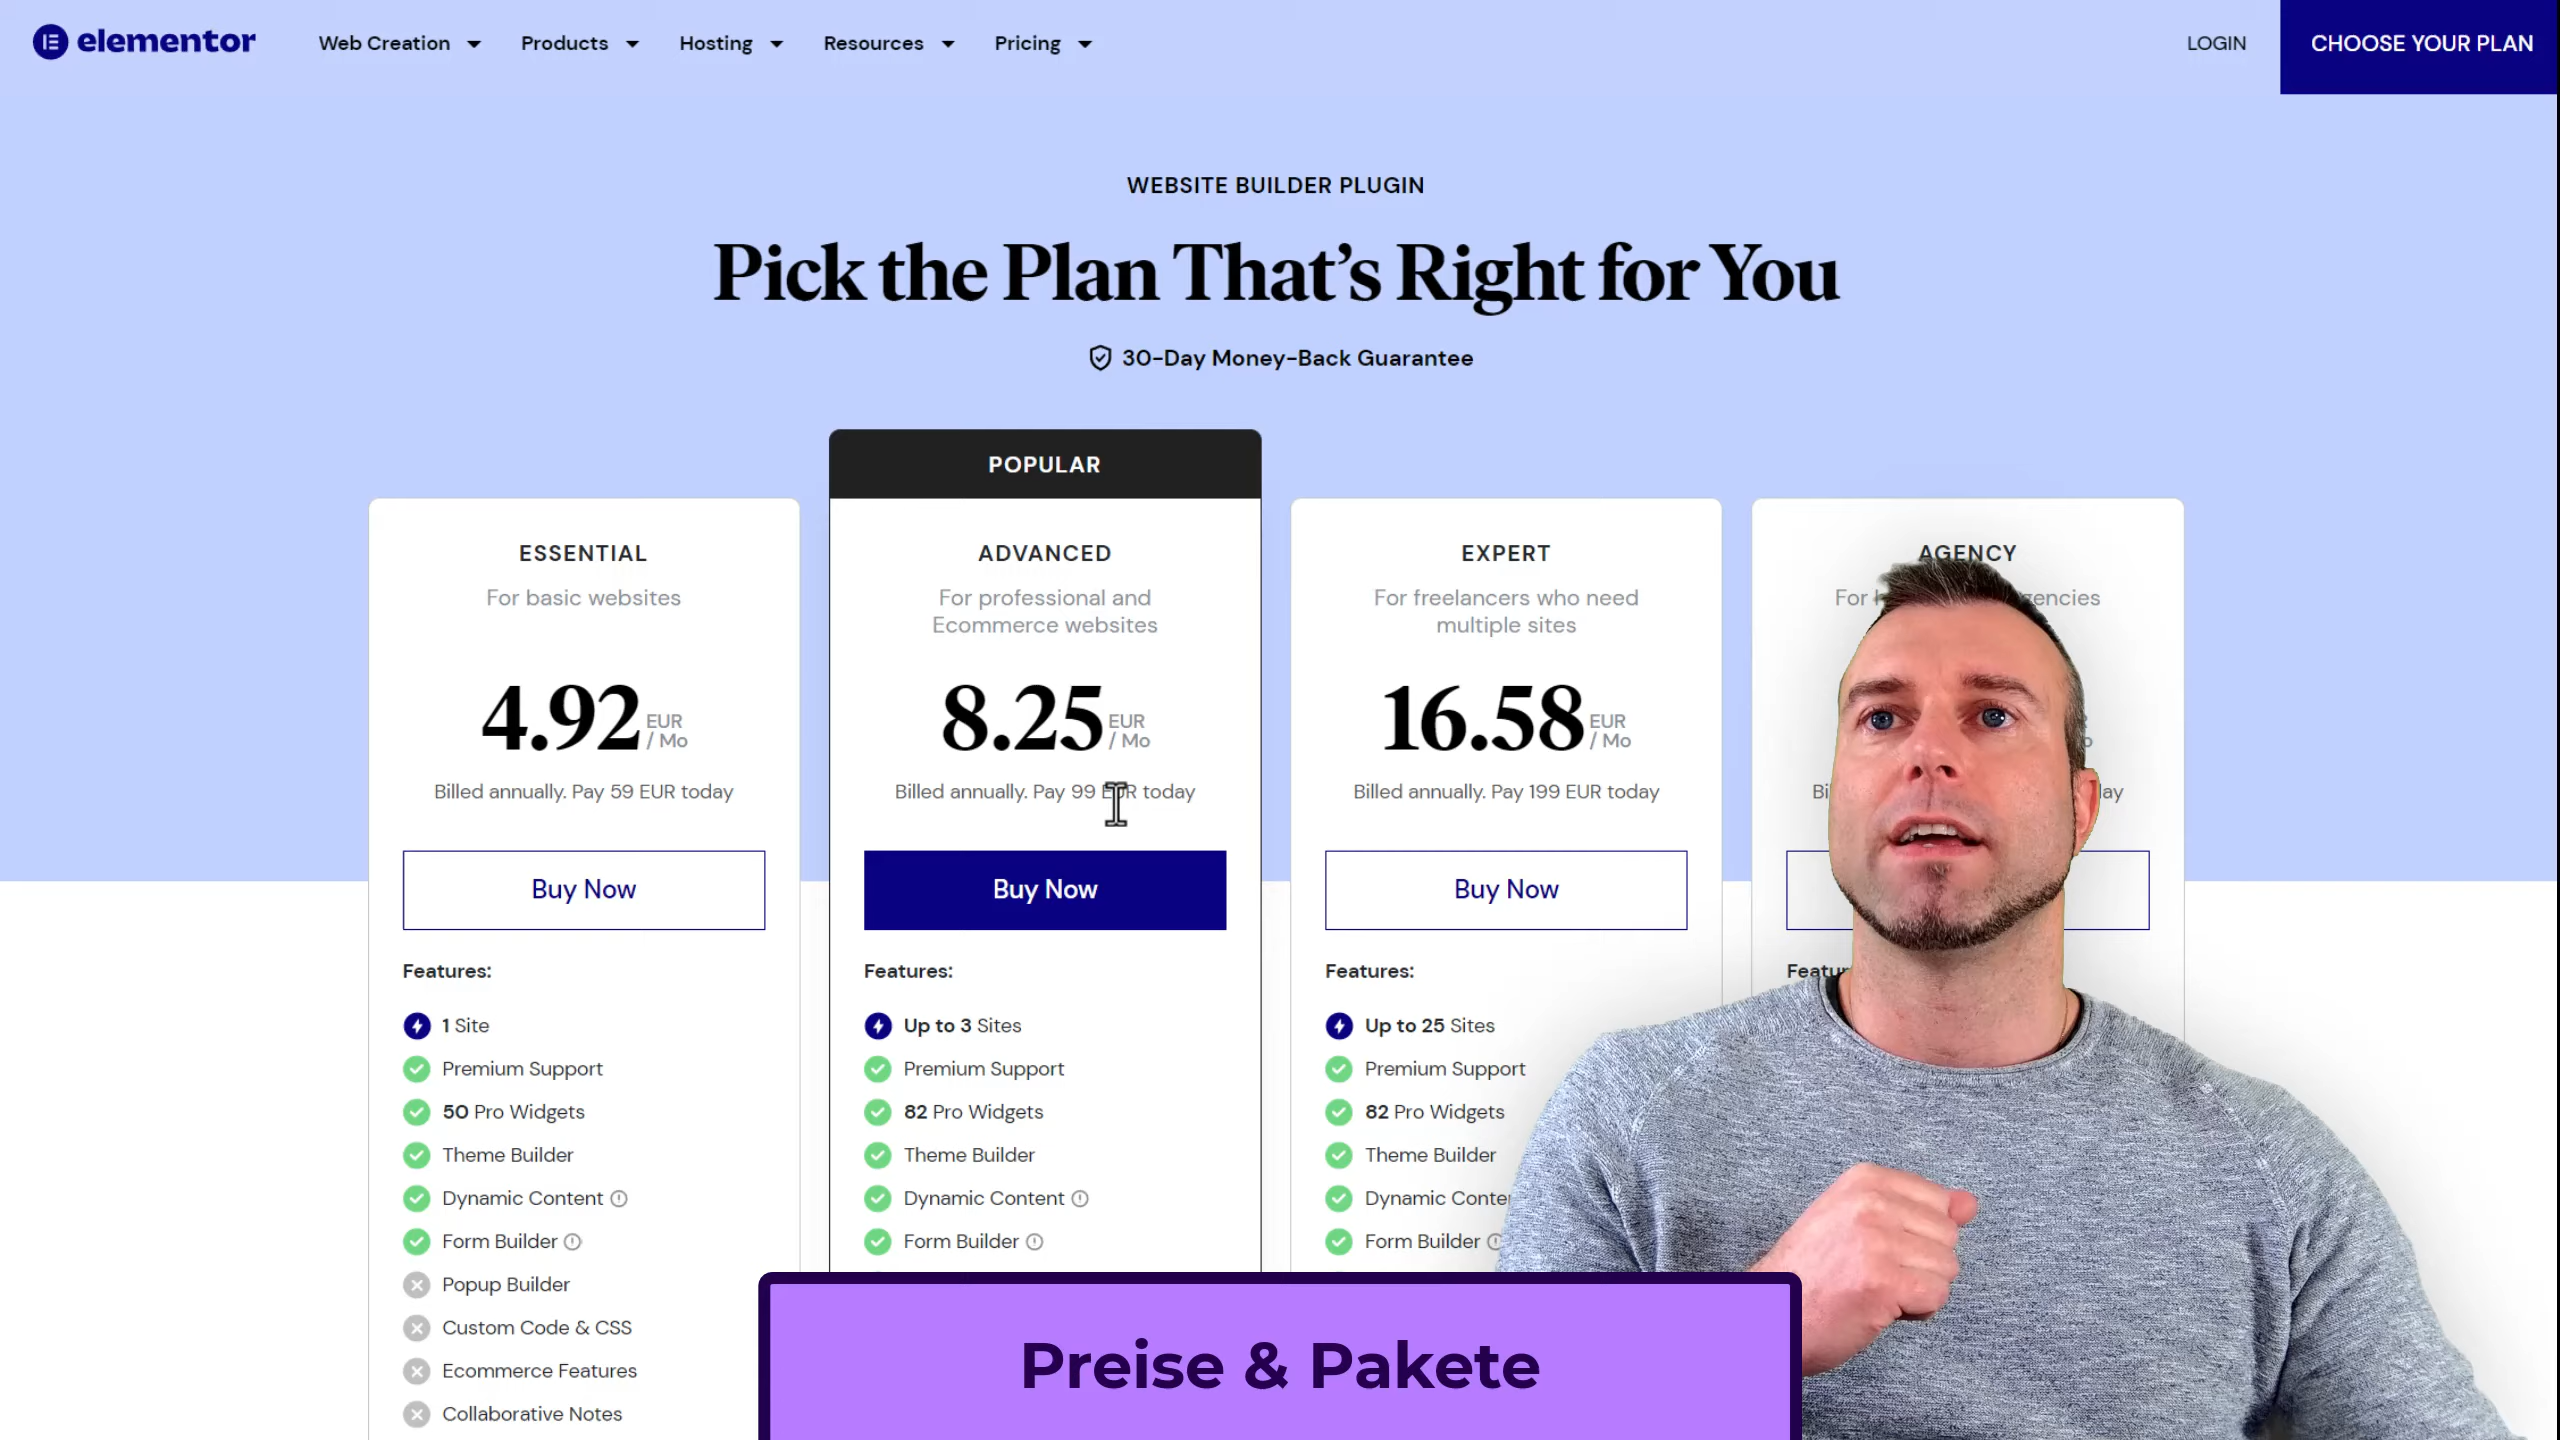 elementor
Web Creation
Products
Hosting
Resources
Pricing
LOGIN
CHOOSE YOUR PLAN
WEBSITE BUILDER PLUGIN
Pick the Plan That's Right for You
30-Day Money-Back Guarantee
POPULAR
ESSENTIAL
For basic websites
4.92 EUR / Mo
Billed annually. Pay 59 EUR today
Buy Now
Features:
1 Site
Premium Support
50 Pro Widgets
Theme Builder
Dynamic Content
Form Builder
Popup Builder
Custom Code & CSS
Ecommerce Features
Collaborative Notes
ADVANCED
For professional and
Ecommerce websites
8.25 EUR / Mo
Billed annually. Pay 99 EUR today
Buy Now
Features:
Up to 3 Sites
Premium Support
82 Pro Widgets
Theme Builder
Dynamic Content
Form Builder
EXPERT
For freelancers who need
multiple sites
16.58 EUR / Mo
Billed annually. Pay 199 EUR today
Buy Now
Features:
Up to 25 Sites
Premium Support
82 Pro Widgets
Theme Builder
Dynamic
Form Builder
AGENCY
For
Preise & Pakete